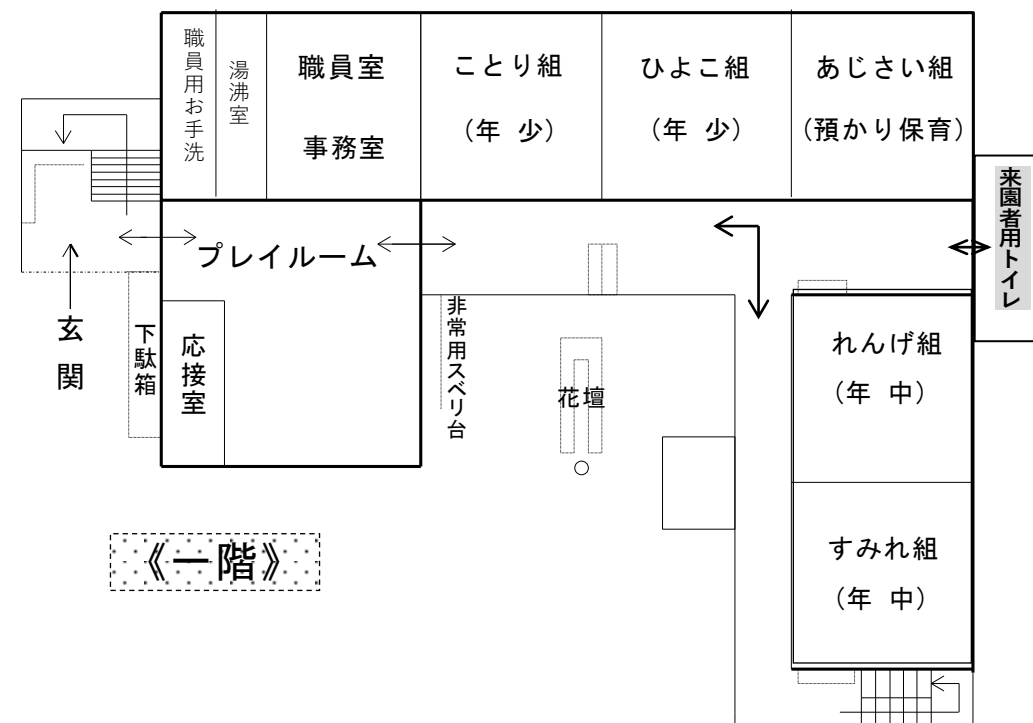 職員用お手洗
湯沸室
職員室
事務室
ことり組
(年 少)
ひよこ組
(年 少)
あじさい組
(預かり保育)
来園者用トイレ
プレイルーム
玄関
下駄箱
応接室
非常用スベリ台
花壇
れんげ組
(年 中)
すみれ組
(年 中)
《一階》